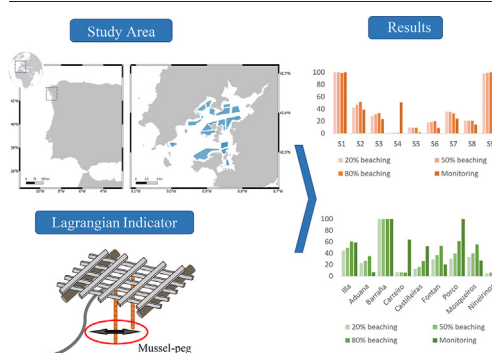 Study Area
Results
Lagrangian Indicator
Mussel-peg
100
80
60
40
20
0
S1 S2 S3 S4 S5 S6 S7 S8 S9
20% beaching 50% beaching
80% beaching Monitoring
100
80
60
40
20
0
Illa Aduana Barraña Carreiro Castiñeiras Fontan Porco Mosqueiros
20% beaching 50% beaching
80% beaching Monitoring